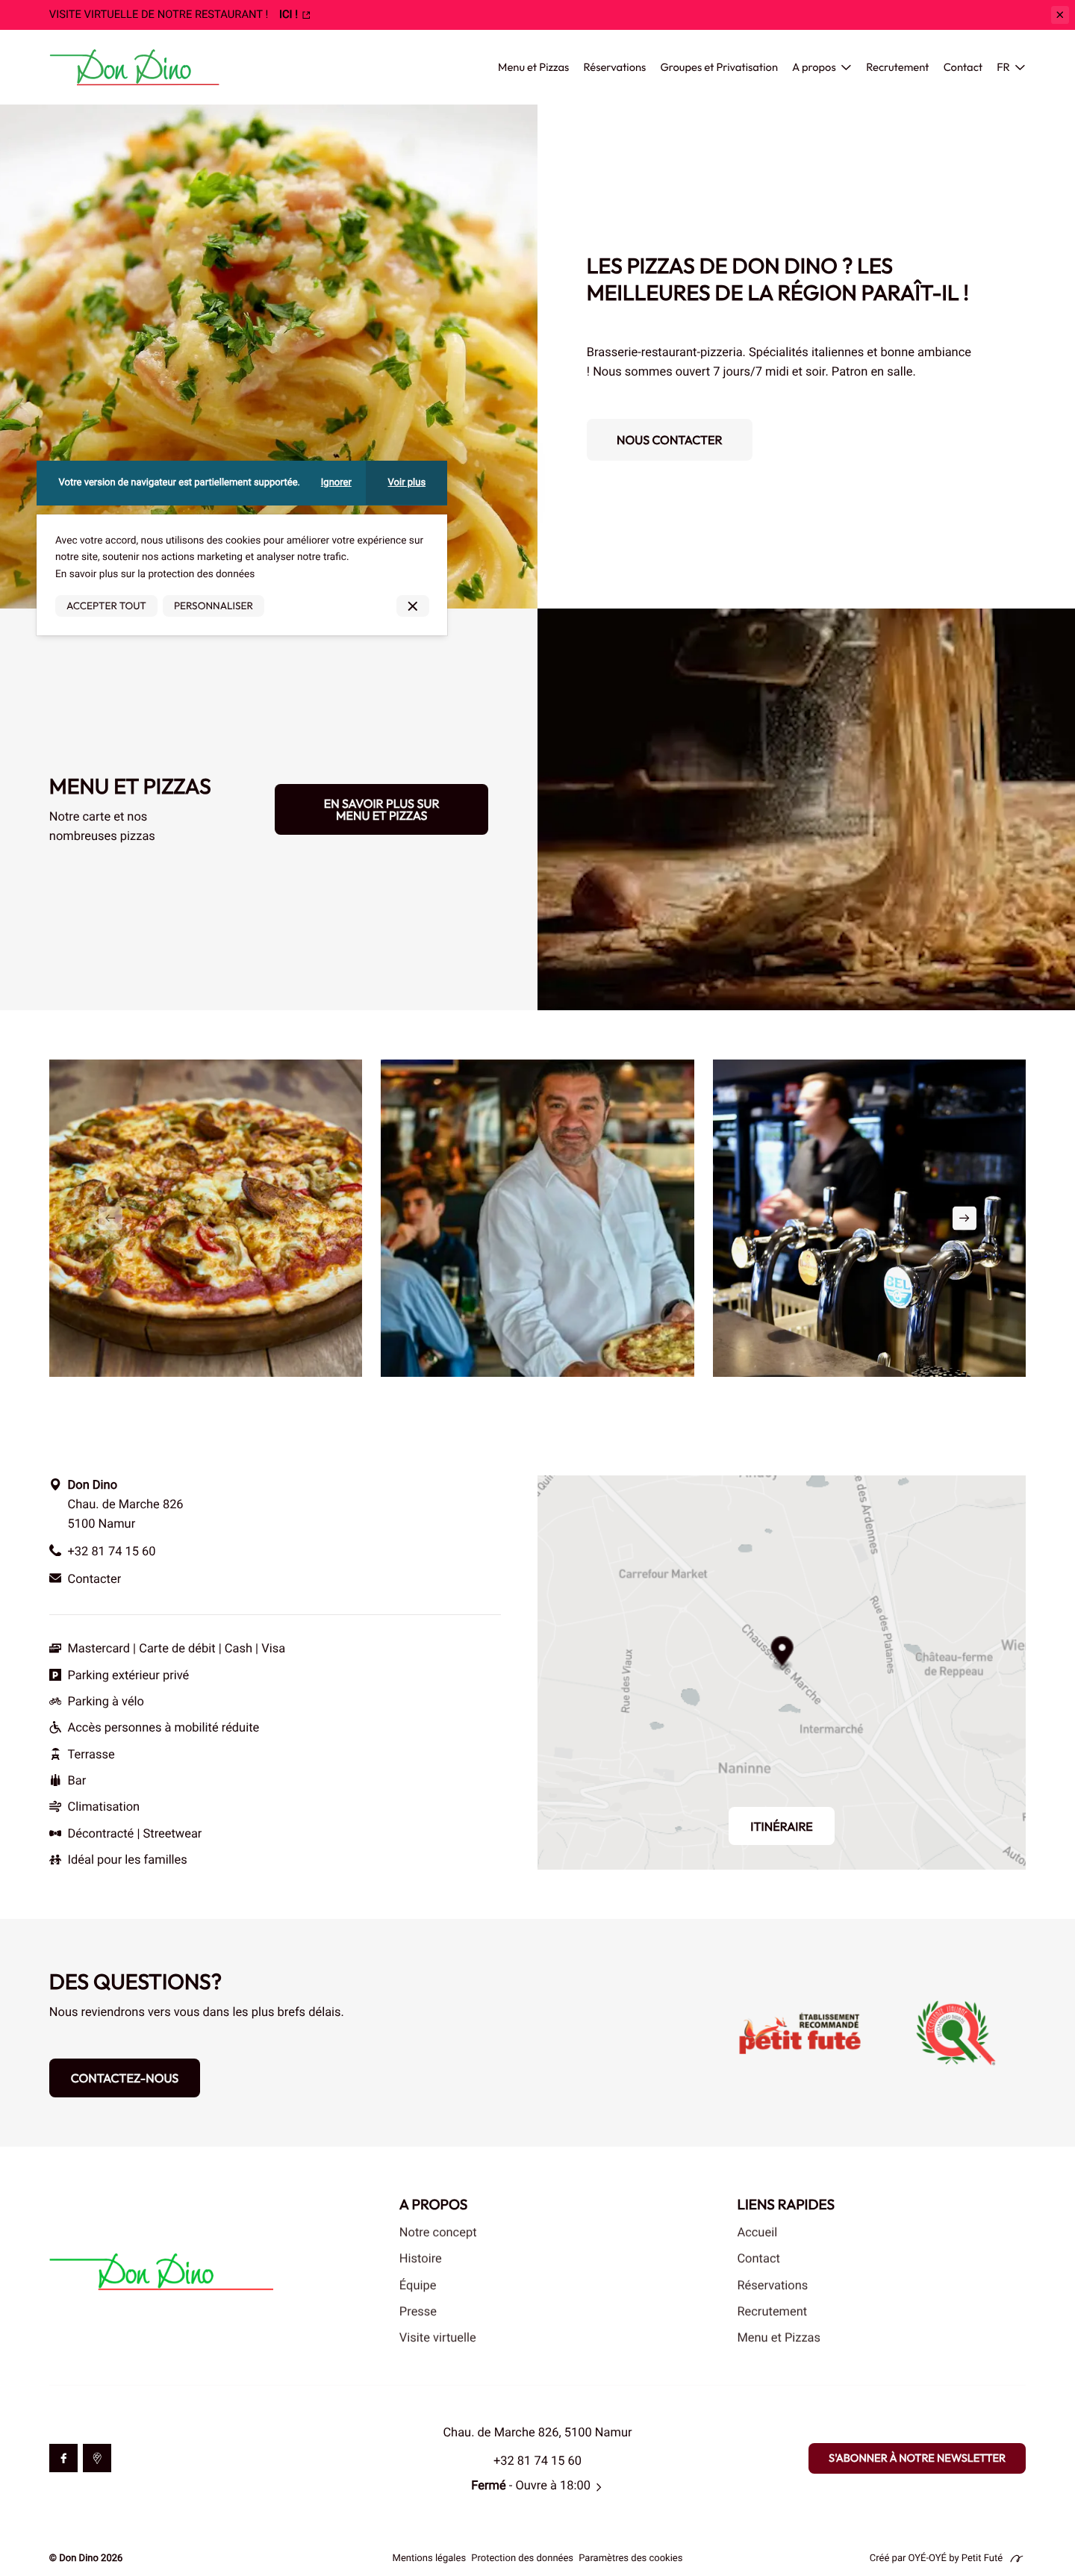 VISITE VIRTUELLE DE NOTRE RESTAURANT ! ICI !
Don Dino
Menu et Pizzas Réservations Groupes et Privatisation A propos Recrutement Contact FR
LES PIZZAS DE DON DINO ? LES
MEILLEURES DE LA RÉGION PARAÎT-IL !
Brasserie-restaurant-pizzeria. Spécialités italiennes et bonne ambiance
! Nous sommes ouvert 7 jours/7 midi et soir. Patron en salle.
NOUS CONTACTER
Votre version de navigateur est partiellement supportée. Ignorer Voir plus
Avec votre accord, nous utilisons des cookies pour améliorer votre expérience sur
notre site, soutenir nos actions marketing et analyser notre trafic.
En savoir plus sur la protection des données
ACCEPTER TOUT PERSONNALISER
MENU ET PIZZAS
Notre carte et nos
nombreuses pizzas
EN SAVOIR PLUS SUR
MENU ET PIZZAS
Don Dino
Chau. de Marche 826
5100 Namur
+32 81 74 15 60
Contacter
Mastercard | Carte de débit | Cash | Visa
Parking extérieur privé
Parking à vélo
Accès personnes à mobilité réduite
Terrasse
Bar
Climatisation
Décontracté | Streetwear
Idéal pour les familles
Carrefour Market
Chaussée de Marche
Rue des Viaux
Rue des Platanes
Château-ferme
de Reppeau
Intermarché
Naninne
ITINÉRAIRE
DES QUESTIONS?
Nous reviendrons vers vous dans les plus brefs délais.
CONTACTEZ-NOUS
ÉTABLISSEMENT
RECOMMANDÉ
petit futé
Don Dino
A PROPOS
Notre concept
Histoire
Équipe
Presse
Visite virtuelle
LIENS RAPIDES
Accueil
Contact
Réservations
Recrutement
Menu et Pizzas
Chau. de Marche 826, 5100 Namur
+32 81 74 15 60
Fermé - Ouvre à 18:00
S'ABONNER À NOTRE NEWSLETTER
© Don Dino 2026
Mentions légales Protection des données Paramètres des cookies
Créé par OYÉ-OYÉ by Petit Futé